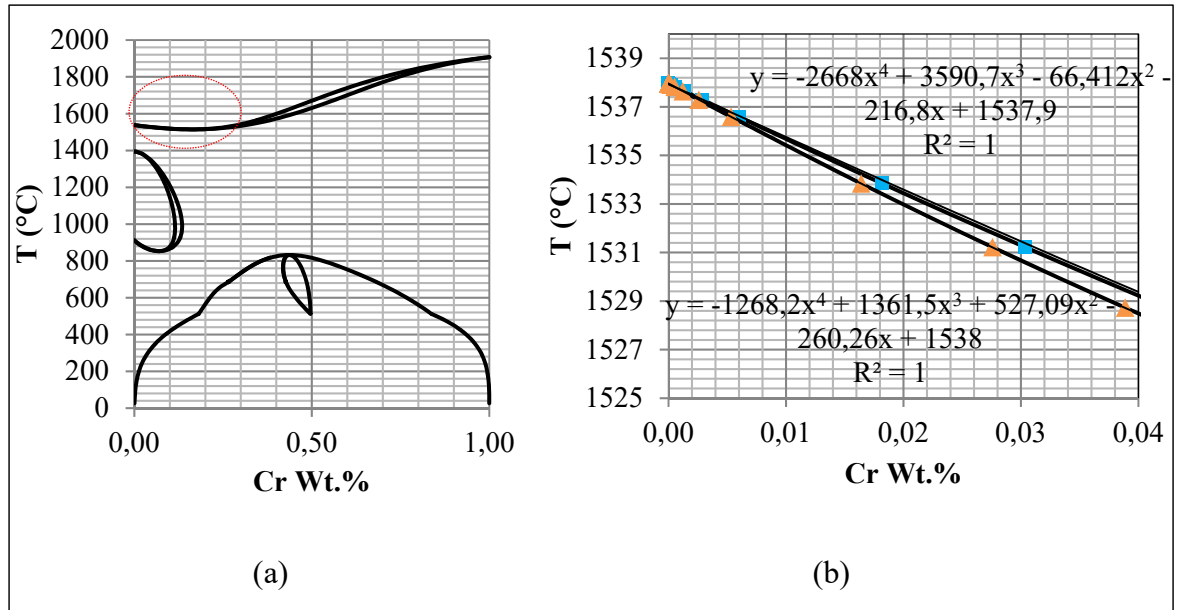 2000
1800
1600
1400
1200
1000
800
600
400
200
0
T (°C)
0,00 0,50 1,00
Cr Wt.%
(a)
1539
1537
1535
1533
1531
1529
1527
1525
T (°C)
y = -2668x⁴ + 3590,7x³ - 66,412x² -
216,8x + 1537,9
R² = 1
y = -1268,2x⁴ + 1361,5x³ + 527,09x² -
260,26x + 1538
R² = 1
0,00 0,01 0,02 0,03 0,04
Cr Wt.%
(b)